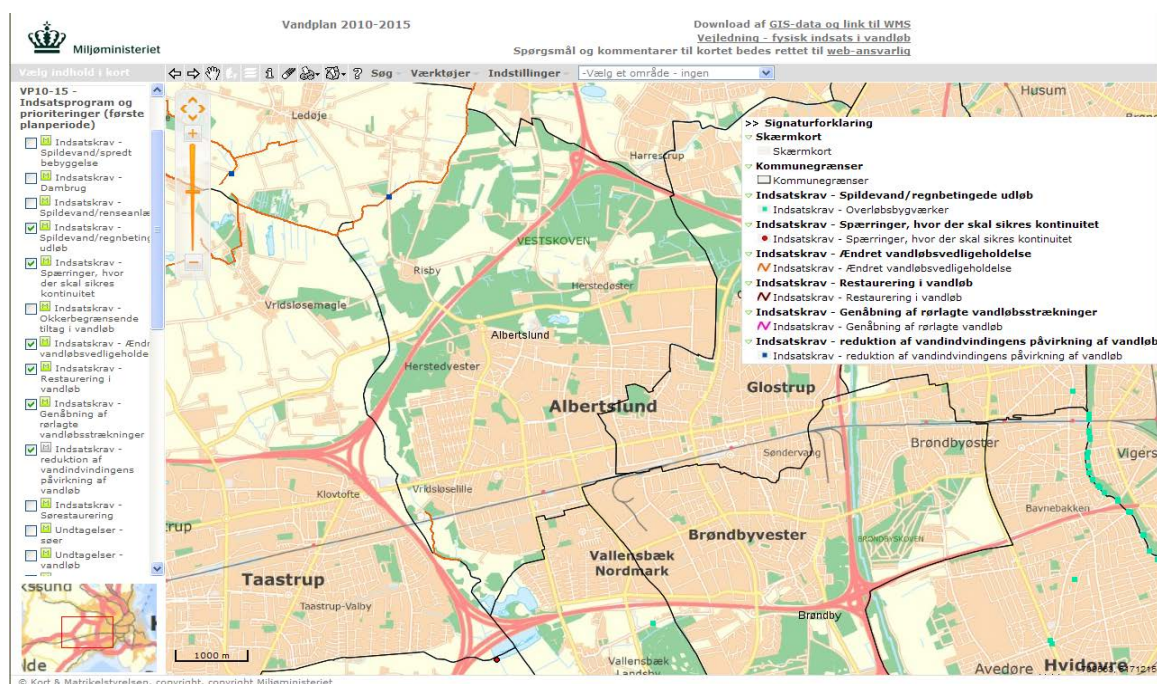 Vandplan 2010-2015
Download af GIS-data og link til WMS
Vejledning - fysisk indsats i vandløb
Spørgsmål og kommentarer til kortet bedes rettet til web-ansvarlig
Miljøministeriet
Vælg indhold i kort
Søg
Værktøjer
Indstillinger
-Vælg et område - ingen
VP10-15 -
Indsatsprogram og
prioriteringer (første
planperiode)
Indsatskrav -
Spildevand/spredt
bebyggelse
Indsatskrav -
Dambrug
Indsatskrav -
Spildevand/renseanlæ
Indsatskrav -
Spildevand/regnbeting
udløb
Indsatskrav -
Spærringer, hvor
der skal sikres
kontinuitet
Indsatskrav -
Okkerbegrænsende
tiltag i vandløb
Indsatskrav - Ændr
vandløbsvedligeholde
Indsatskrav -
Restaurering i
vandløb
Indsatskrav -
Genåbning af
rørlagte
vandløbsstrækninger
Indsatskrav -
reduktion af
vandindvindingens
påvirkning af
vandløb
Indsatskrav -
Sørestaurering
Undtagelser -
søer
Undtagelser -
vandløb
>> Signaturforklaring
Skærmkort
Skærmkort
Kommunegrænser
Kommunegrænser
Indsatskrav - Spildevand/regnbetingede udløb
Indsatskrav - Overløbsbygværker
Indsatskrav - Spærringer, hvor der skal sikres kontinuitet
Indsatskrav - Spærringer, hvor der skal sikres kontinuitet
Indsatskrav - Ændret vandløbsvedligeholdelse
Indsatskrav - Ændret vandløbsvedligeholdelse
Indsatskrav - Restaurering i vandløb
Indsatskrav - Restaurering i vandløb
Indsatskrav - Genåbning af rørlagte vandløbsstrækninger
Indsatskrav - Genåbning af rørlagte vandløb
Indsatskrav - reduktion af vandindvindingens påvirkning af vandløb
Indsatskrav - reduktion af vandindvindingens påvirkning af vandløb
Husum
Ledøje
Harrestrup
VESTSKOVEN
Risby
Herstedøster
Vridsløsemagle
Albertslund
Herstedvester
Glostrup
Albertslund
Brøndbyøster
Søndervang
Vigers
Klovtofte
Vridsløselille
Bavnebakken
trup
Brøndbyvester
BRØNDBYSKOVEN
Vallensbæk
Nordmark
Taastrup
Taastrup-Valby
Brøndby
Vallensbæk
Landsby
Avedøre
Hvidovre
1000 m
kssund
lde
© Kort & Matrikelstyrelsen, copyright, copyright Miljøministeriet